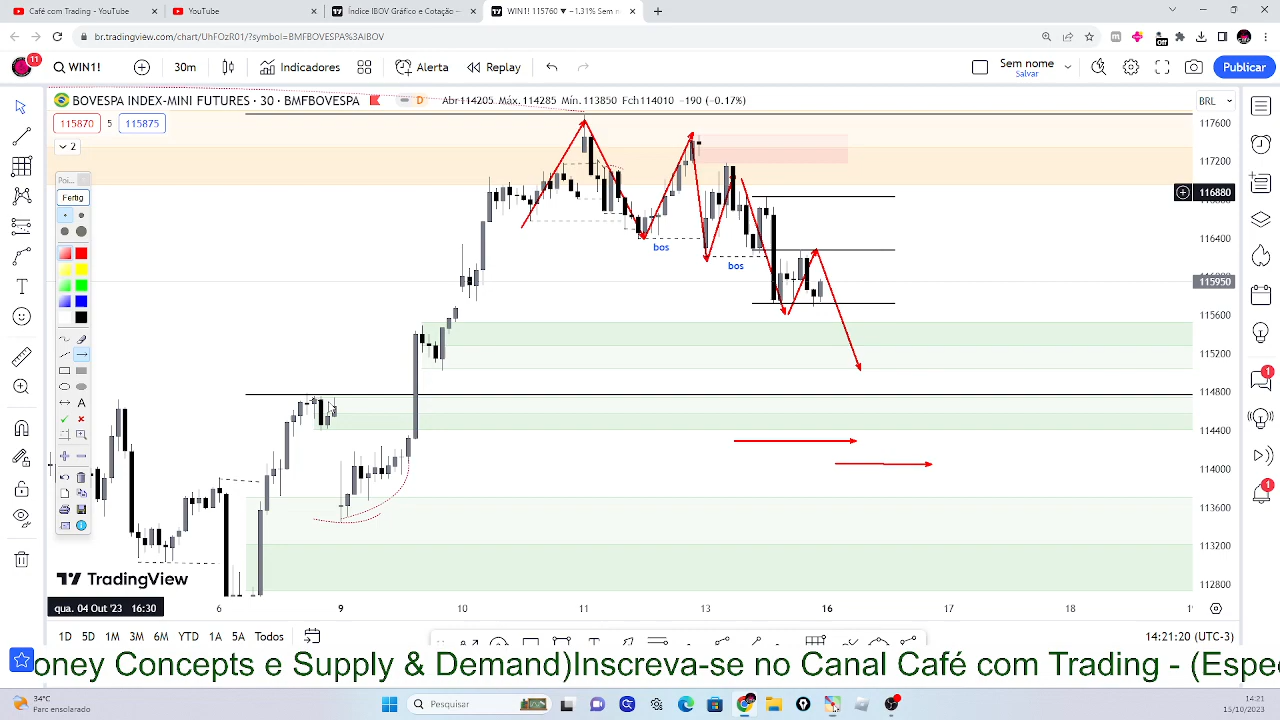 Café com Trading - YouTube
YouTube
Índice IBOV Gráfico e Cotação –
WIN1! 115760 ▼ −1.31% Sem n
br.tradingview.com/chart/UhFOzR01/?symbol=BMFBOVESPA%3AIBOV
Off
11
WIN1!
30m
Indicadores
Alerta
Replay
Sem nome
Salvar
Publicar
BOVESPA INDEX-MINI FUTURES · 30 · BMFBOVESPA
D
Abr114205 Máx.114285 Mín.113850 Fch114010 −190 (−0.17%)
BRL
115870
5
115875
2
Fertig
117600
117200
116880
116400
115950
115600
115200
114800
114400
114000
113600
113200
112800
bos
bos
TradingView
qua. 04 Out '23 16:30
6
9
10
11
13
16
17
18
1D
5D
1M
3M
6M
YTD
1A
5A
Todos
14:21:20 (UTC-3)
1
1
oney Concepts e Supply & Demand)Inscreva-se no Canal Café com Trading - (Espe
34°C
Parc ensolarado
Pesquisar
14:21
15/10/2023